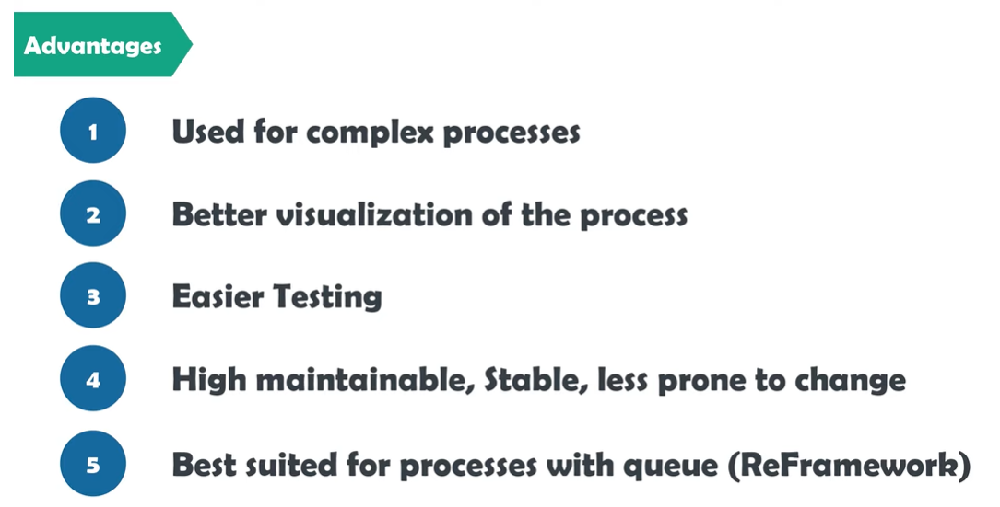 Advantages
1 Used for complex processes
2 Better visualization of the process
3 Easier Testing
4 High maintainable, Stable, less prone to change
5 Best suited for processes with queue (ReFramework)